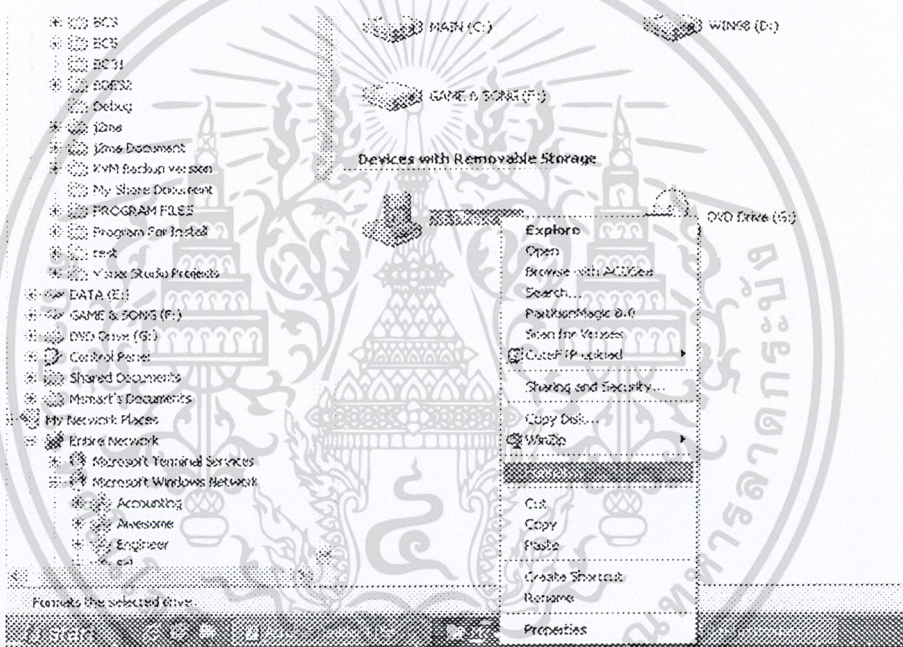 BC3
BC5
BC31
Debug
j2me
j2me Document
KVM Backup version
My Share Document
PROGRAM FILES
Program For Install
test
Visual Studio Projects
DATA (E:)
GAME & SONG (F:)
DVD Drive (G:)
Control Panel
Shared Documents
Documents
My Network Places
Entire Network
Microsoft Terminal Services
Microsoft Windows Network
Accounting
Awesome
Engineer
MAIN (C:)
WIN98 (D:)
GAME & SONG (F:)
Devices with Removable Storage
DVD Drive (G:)
Explore
Open
Browse with ACDSee
Search...
PartitionMagic 8.0
Scan for Viruses
CuteFTP upload
Sharing and Security...
Copy Disk...
WinZip
Cut
Copy
Paste
Create Shortcut
Rename
Properties
Formats the selected drive.
start